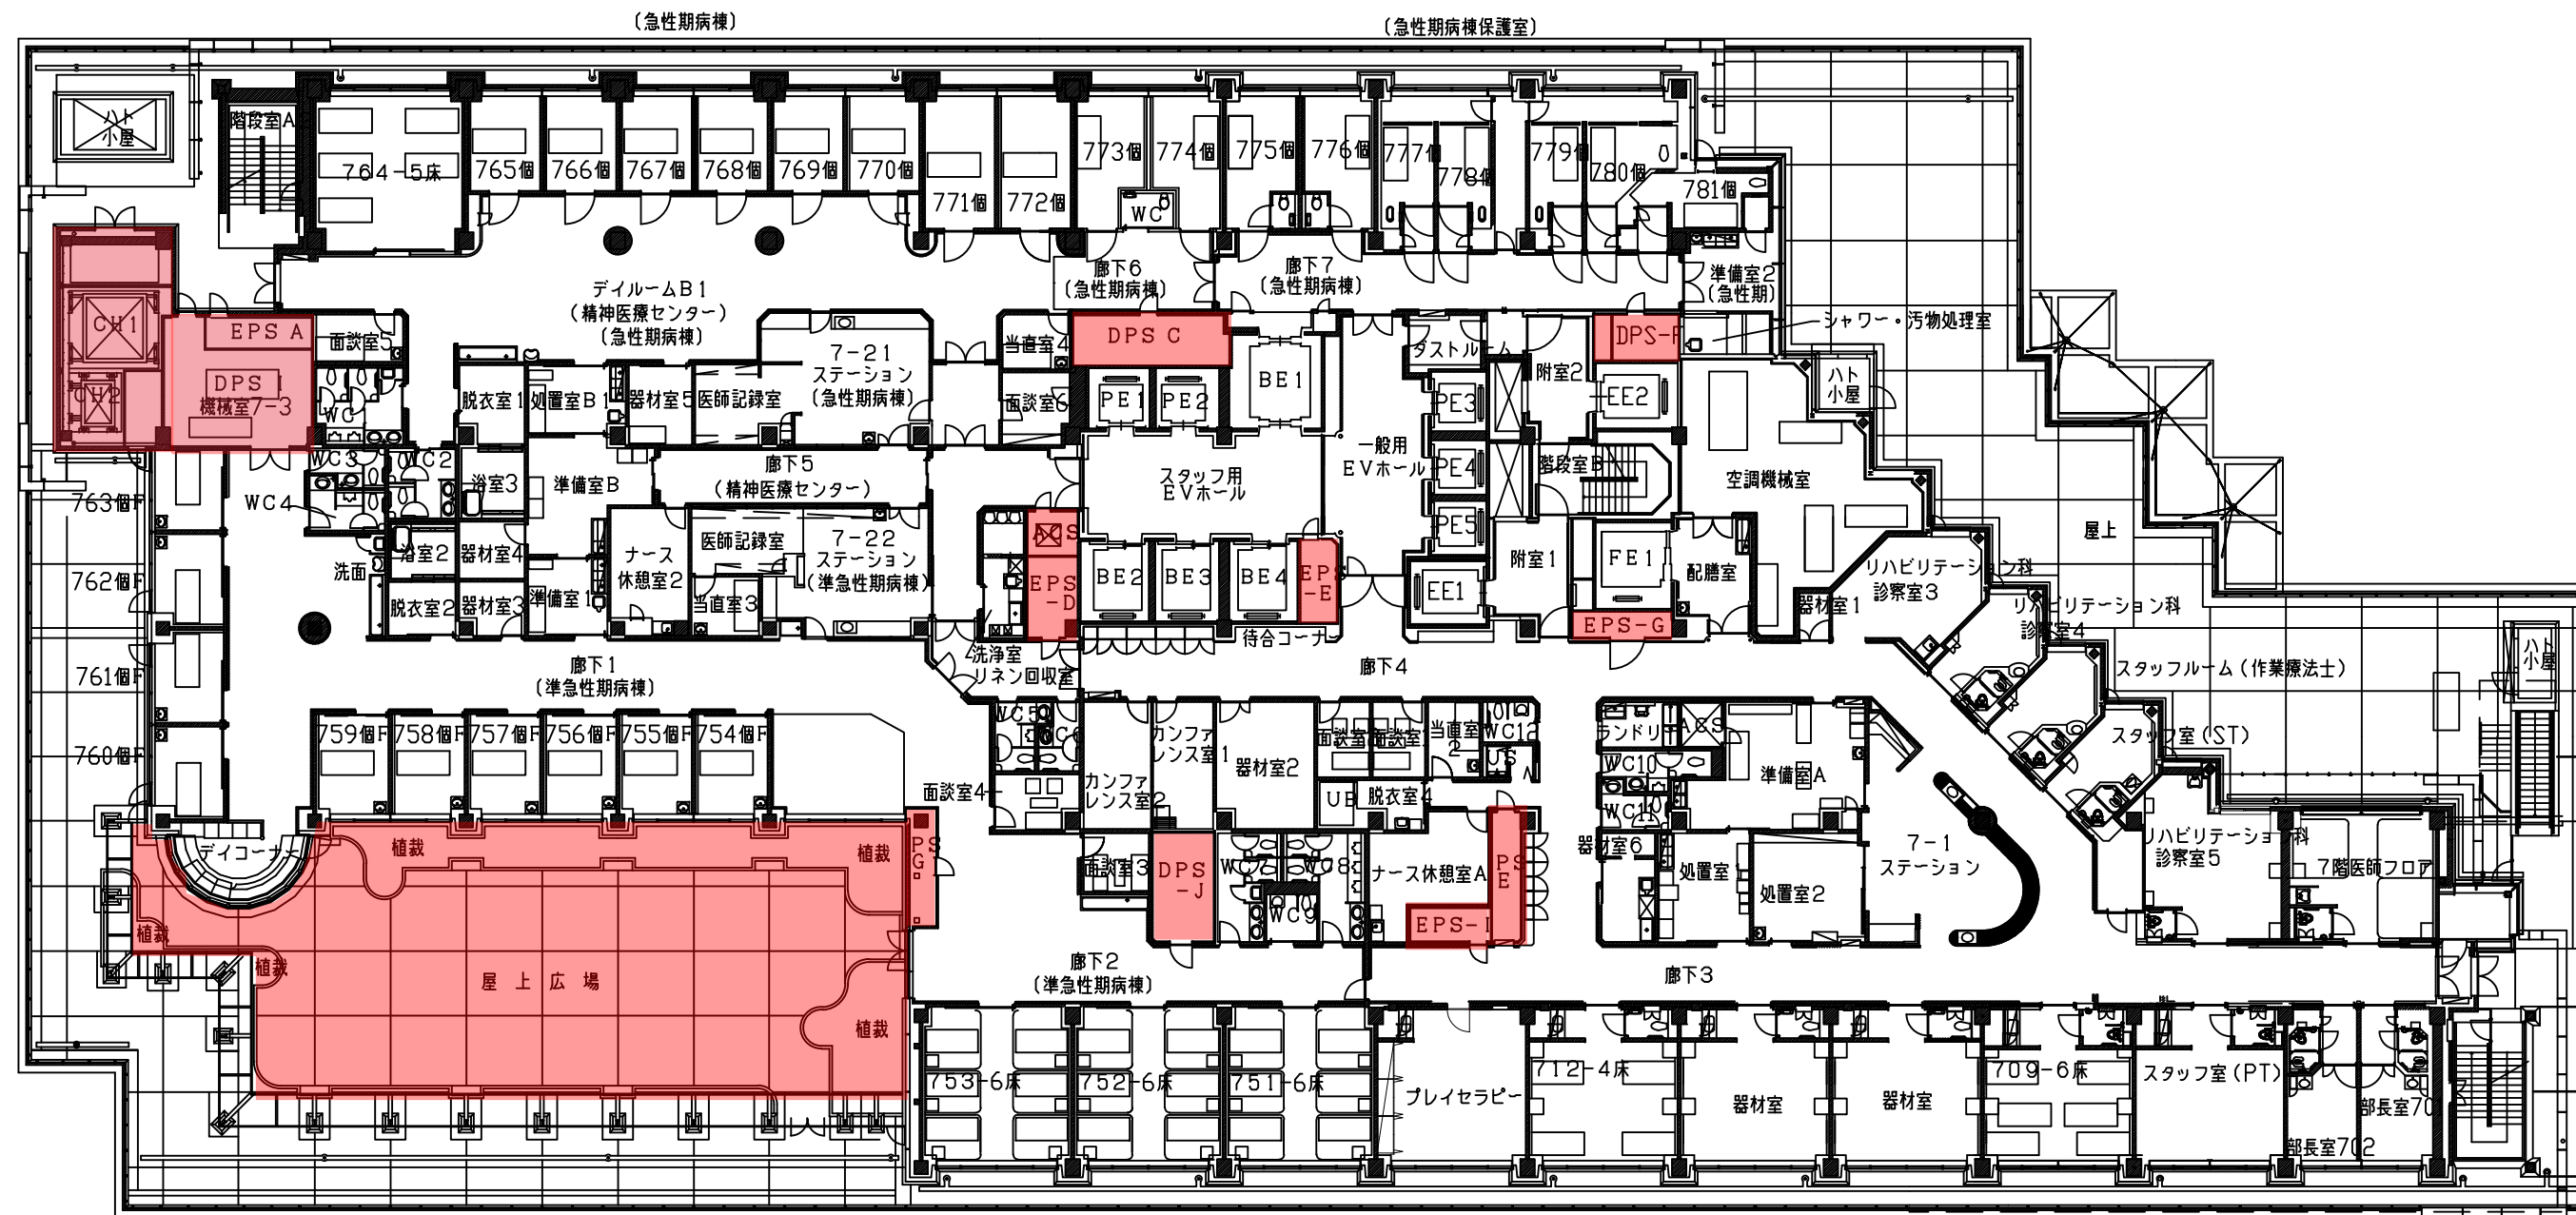 (急性期病棟)
(急性期病棟保護室)
ハト
小屋
階段室A
764-5床
765個
766個
767個
768個
769個
770個
771個
772個
773個
774個
775個
776個
777個
778個
779個
780個
781個
WC
廊下6
(急性期病棟)
廊下7
(急性期病棟)
準備室2
(急性期)
デイルームB1
(精神医療センター)
(急性期病棟)
CH1
EPS A
DPS
機械室7-3
CH2
面談室5
WC
脱衣室1
処置室B1
器材室5
医師記録室
7-21
ステーション
(急性期病棟)
当直室4
面談室6
DPS C
PE1
PE2
BE1
ダストルーム
附室2
DPS-F
シャワー・汚物処理室
EE2
ハト
小屋
PE3
PE4
PE5
一般用
EVホール
スタッフ用
EVホール
階段室B
空調機械室
屋上
763個F
WC4
WC3
WC2
浴室3
準備室B
廊下5
(精神医療センター)
762個F
洗面
浴室2
器材室4
ナース
休憩室2
医師記録室
7-22
ステーション
(準急性期病棟)
脱衣室2
器材室3
準備室1
当直室3
ACS
EPS
-D
BE2
BE3
BE4
EPS
-E
EE1
附室1
FE1
配膳室
EPS-G
器材室1
リハビリテーション科
診察室3
リハビリテーション科
診察室4
スタッフルーム(作業療法士)
ハト
小屋
待合コーナー
洗浄室
リネン回収室
廊下1
(準急性期病棟)
廊下4
761個F
760個F
759個F
758個F
757個F
756個F
755個F
754個F
WC5
WC6
カンファ
レンス室1
カンファ
レンス室2
器材室2
面談室
面談室
当直室
2
WC12
ランドリー
ACS
WC10
WC11
準備室A
スタッフ室(ST)
面談室4
UB
脱衣室4
器材室6
処置室1
処置室2
7-1
ステーション
リハビリテーション科
診察室5
7階医師フロア
デイコーナー
植裁
植裁
植裁
植裁
植裁
屋上広場
PS
G
面談室3
DPS
-J
WC7
WC8
WC9
ナース休憩室A
EPS-I
PS
E
廊下2
(準急性期病棟)
廊下3
753-6床
752-6床
751-6床
プレイセラピー
712-4床
器材室
器材室
709-6床
スタッフ室(PT)
部長室702
部長室70